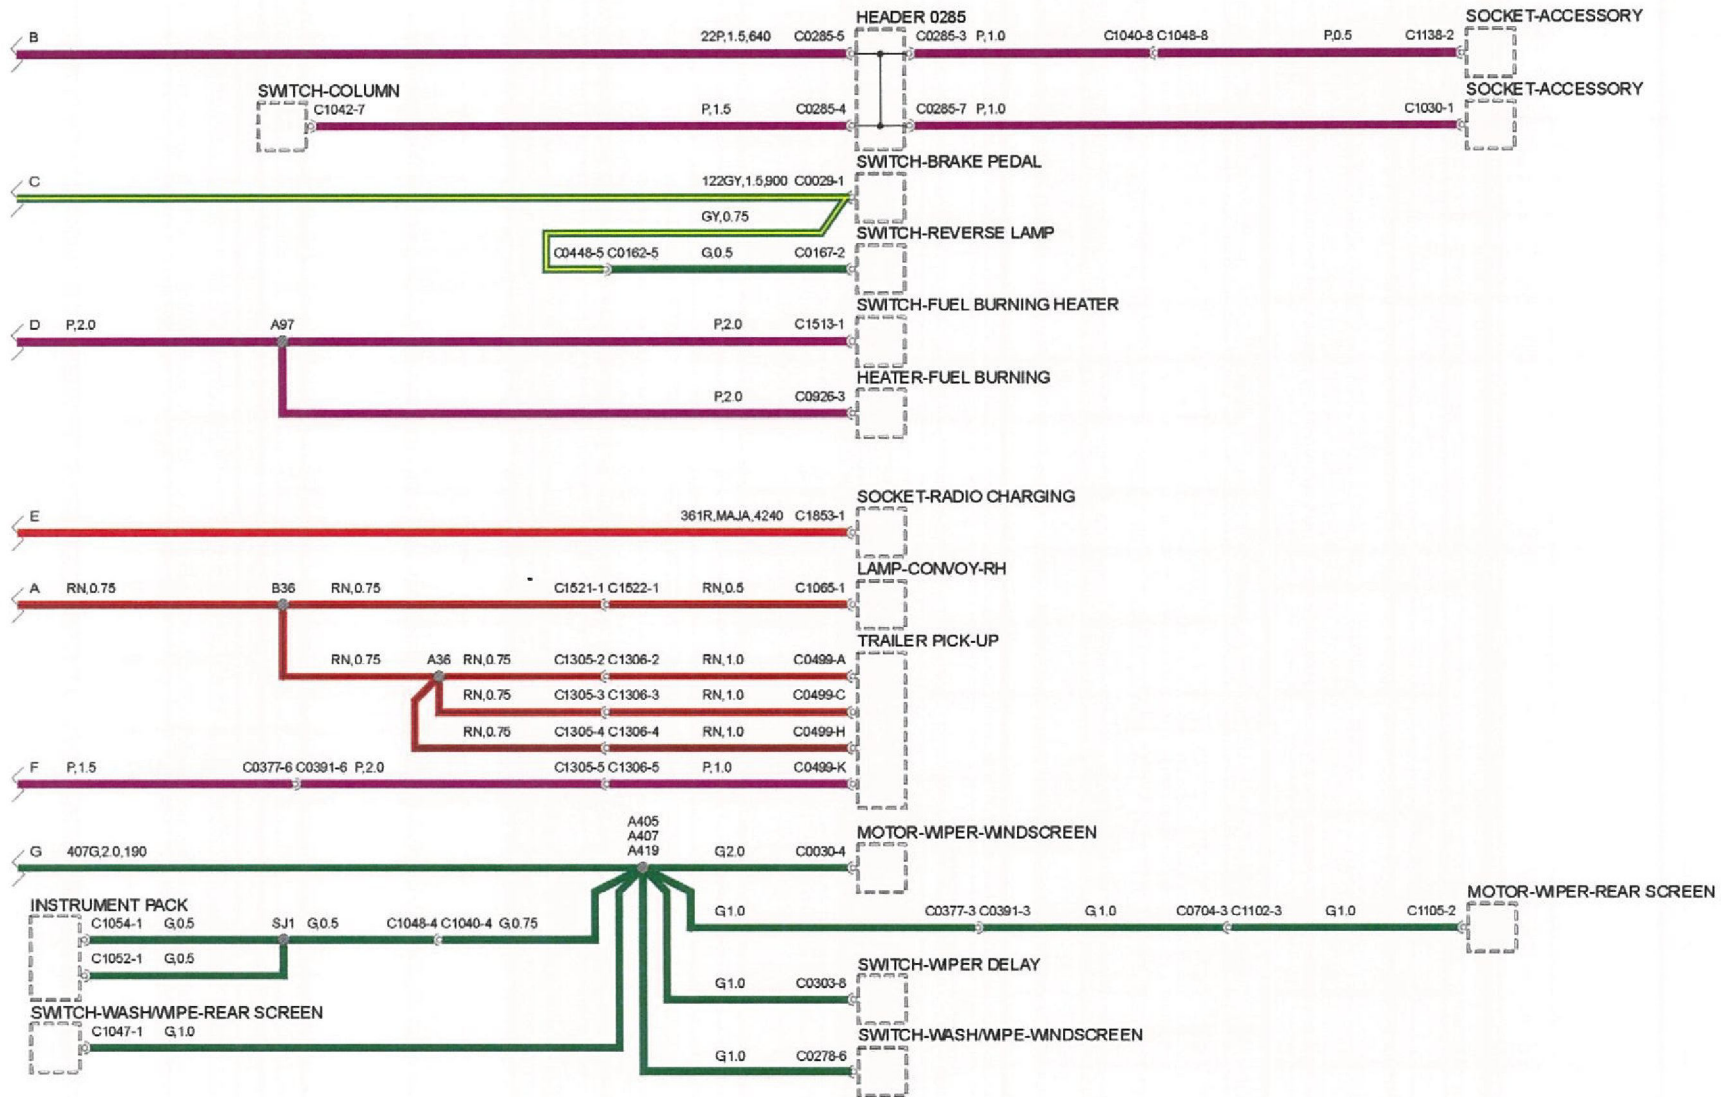 HEADER 0285
SOCKET-ACCESSORY
B 22P,1.5,640 C0285-5 C0285-3 P,1.0 C1040-8 C1048-8 P,0.5 C1138-2
SWITCH-COLUMN
SOCKET-ACCESSORY
C1042-7 P,1.5 C0285-4 C0285-7 P,1.0 C1030-1
SWITCH-BRAKE PEDAL
C 122GY,1.5,900 C0029-1
GY,0.75
SWITCH-REVERSE LAMP
C0448-5 C0162-5 G,0.5 C0167-2
SWITCH-FUEL BURNING HEATER
D P,2.0 A97 P,2.0 C1513-1
HEATER-FUEL BURNING
P,2.0 C0926-3
SOCKET-RADIO CHARGING
E 361R,MAJA,4240 C1853-1
LAMP-CONVOY-RH
A RN,0.75 B36 RN,0.75 C1521-1 C1522-1 RN,0.5 C1065-1
TRAILER PICK-UP
RN,0.75 A36 RN,0.75 C1305-2 C1306-2 RN,1.0 C0499-A
RN,0.75 C1305-3 C1306-3 RN,1.0 C0499-C
RN,0.75 C1305-4 C1306-4 RN,1.0 C0499-H
F P,1.5 C0377-6 C0391-6 P,2.0 C1305-5 C1306-5 P,1.0 C0499-K
A405
A407
MOTOR-WIPER-WINDSCREEN
G 407G,2.0,190 A419 G,2.0 C0030-4
MOTOR-WIPER-REAR SCREEN
INSTRUMENT PACK
G,1.0 C0377-3 C0391-3 G,1.0 C0704-3 C1102-3 G,1.0 C1105-2
C1054-1 G,0.5 SJ1 G,0.5 C1048-4 C1040-4 G,0.75
C1052-1 G,0.5
SWITCH-WIPER DELAY
G,1.0 C0303-8
SWITCH-WASH/WIPE-REAR SCREEN
C1047-1 G,1.0
SWITCH-WASH/WIPE-WINDSCREEN
G,1.0 C0278-6